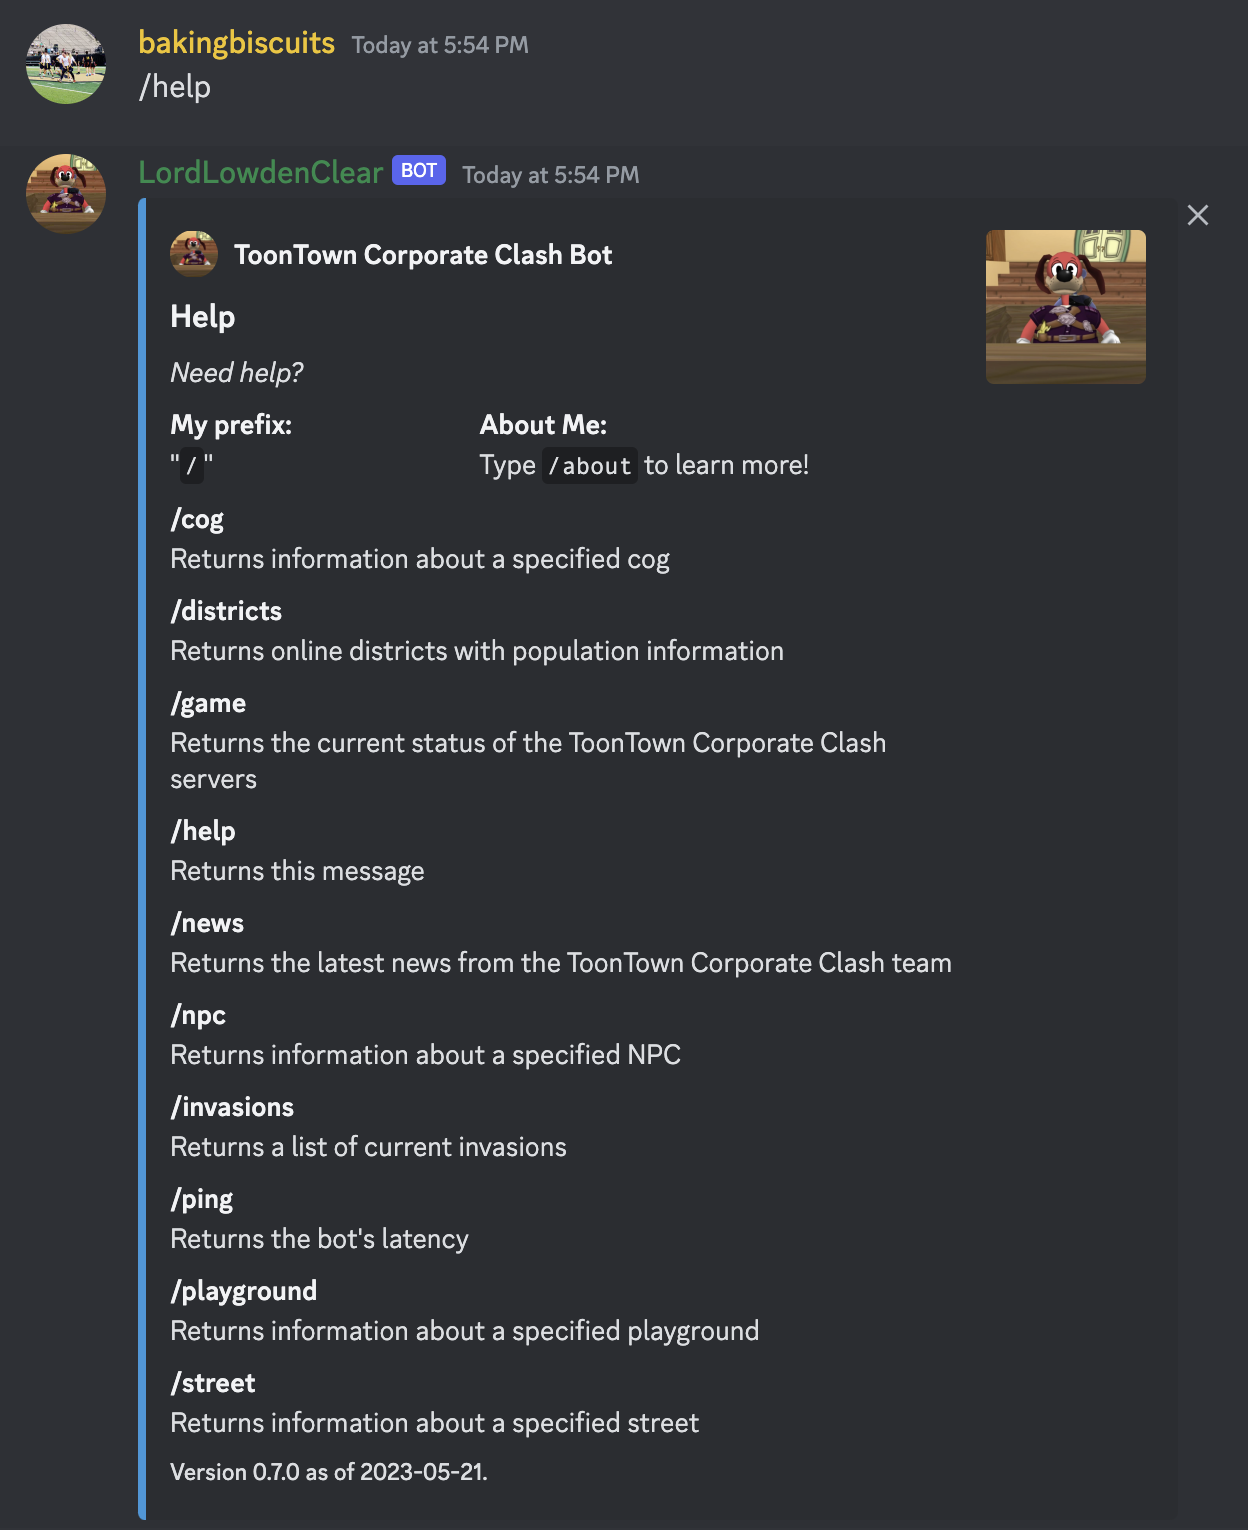 bakingbiscuits Today at 5:54 PM
/help
LordLowdenClear BOT Today at 5:54 PM
ToonTown Corporate Clash Bot
Help
Need help?
My prefix: About Me:
"/" Type /about to learn more!
/cog
Returns information about a specified cog
/districts
Returns online districts with population information
/game
Returns the current status of the ToonTown Corporate Clash
servers
/help
Returns this message
/news
Returns the latest news from the ToonTown Corporate Clash team
/npc
Returns information about a specified NPC
/invasions
Returns a list of current invasions
/ping
Returns the bot's latency
/playground
Returns information about a specified playground
/street
Returns information about a specified street
Version 0.7.0 as of 2023-05-21.